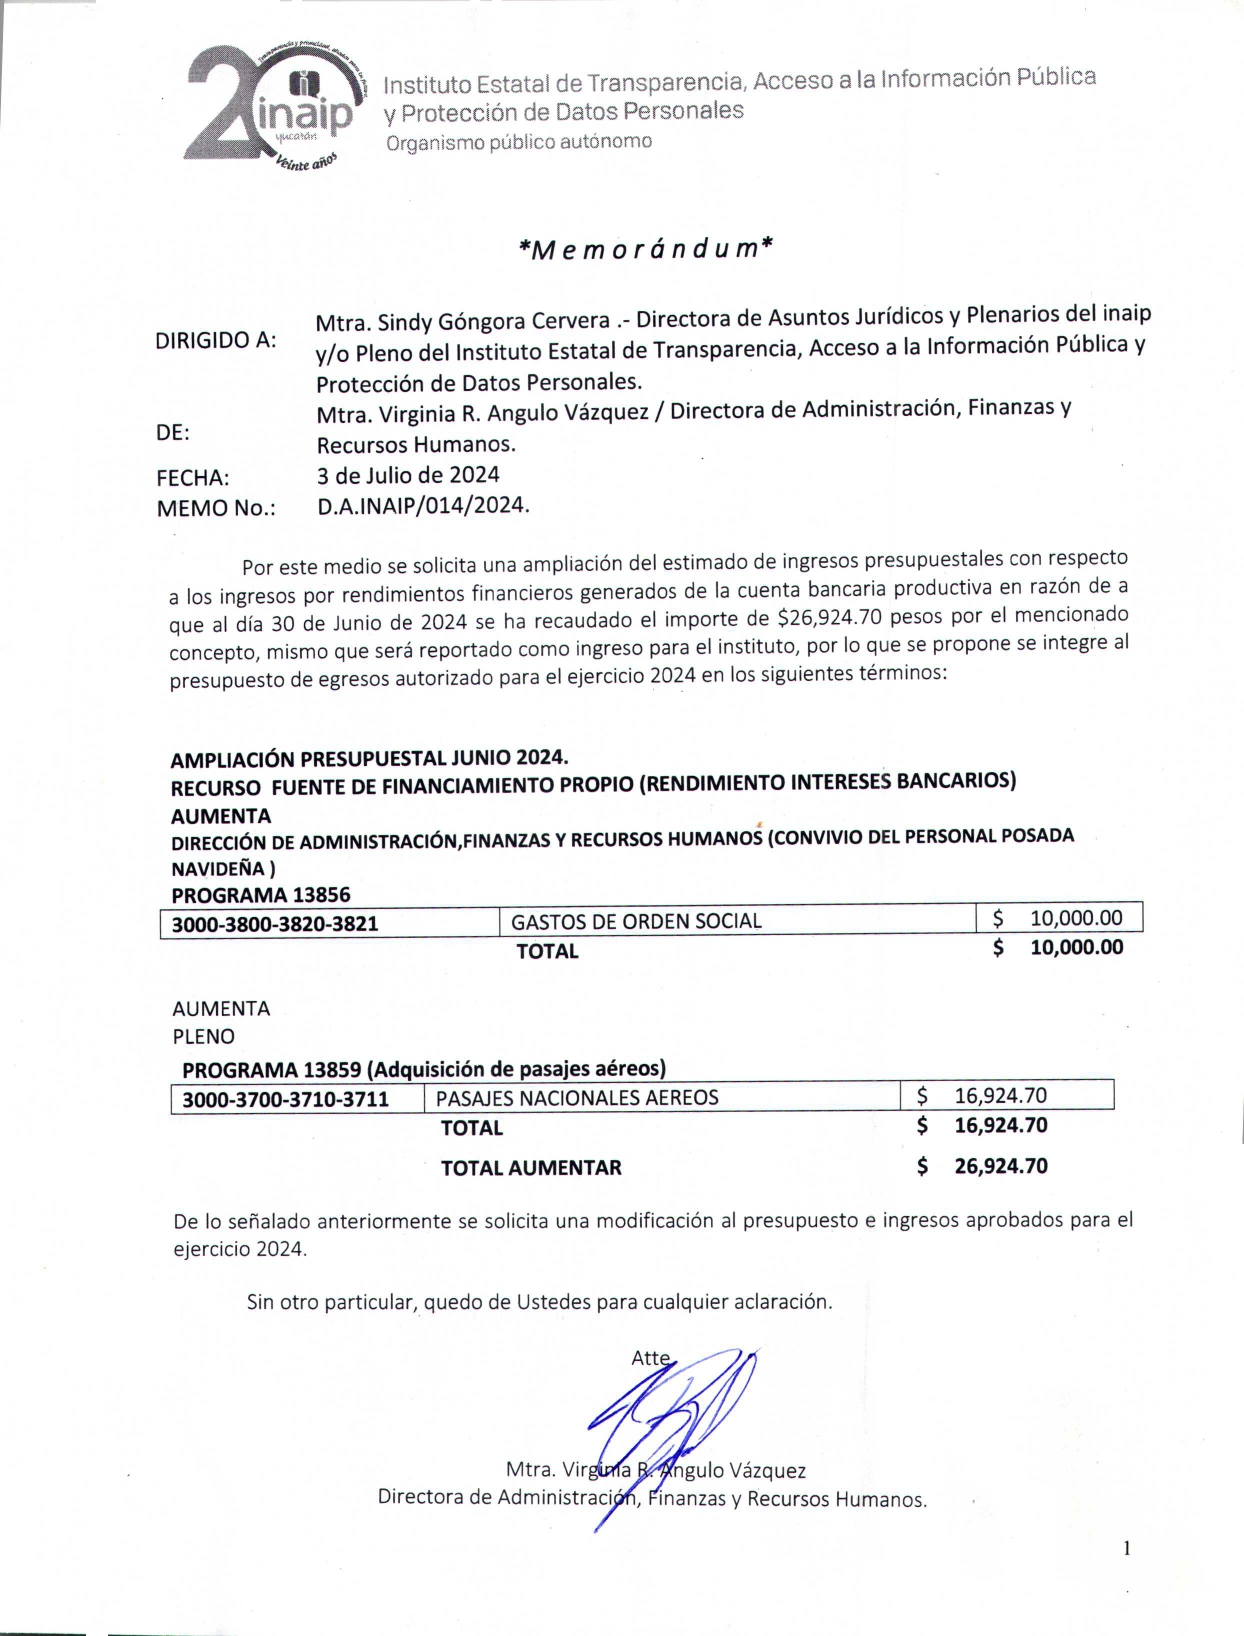 20 inaip
yucatán
Veinte años
Instituto Estatal de Transparencia, Acceso a la Información Pública
y Protección de Datos Personales
Organismo público autónomo
*Memorándum*
DIRIGIDO A: Mtra. Sindy Góngora Cervera .- Directora de Asuntos Jurídicos y Plenarios del inaip
y/o Pleno del Instituto Estatal de Transparencia, Acceso a la Información Pública y
Protección de Datos Personales.
DE: Mtra. Virginia R. Angulo Vázquez / Directora de Administración, Finanzas y
Recursos Humanos.
FECHA: 3 de Julio de 2024
MEMO No.: D.A.INAIP/014/2024.
Por este medio se solicita una ampliación del estimado de ingresos presupuestales con respecto
a los ingresos por rendimientos financieros generados de la cuenta bancaria productiva en razón de a
que al día 30 de Junio de 2024 se ha recaudado el importe de $26,924.70 pesos por el mencionado
concepto, mismo que será reportado como ingreso para el instituto, por lo que se propone se integre al
presupuesto de egresos autorizado para el ejercicio 2024 en los siguientes términos:
AMPLIACIÓN PRESUPUESTAL JUNIO 2024.
RECURSO FUENTE DE FINANCIAMIENTO PROPIO (RENDIMIENTO INTERESES BANCARIOS)
AUMENTA
DIRECCIÓN DE ADMINISTRACIÓN,FINANZAS Y RECURSOS HUMANOS (CONVIVIO DEL PERSONAL POSADA
NAVIDEÑA )
PROGRAMA 13856
3000-3800-3820-3821 GASTOS DE ORDEN SOCIAL $ 10,000.00
TOTAL $ 10,000.00
AUMENTA
PLENO
PROGRAMA 13859 (Adquisición de pasajes aéreos)
3000-3700-3710-3711 PASAJES NACIONALES AEREOS $ 16,924.70
TOTAL $ 16,924.70
TOTAL AUMENTAR $ 26,924.70
De lo señalado anteriormente se solicita una modificación al presupuesto e ingresos aprobados para el
ejercicio 2024.
Sin otro particular, quedo de Ustedes para cualquier aclaración.
Atte
Mtra. Virginia R. Angulo Vázquez
Directora de Administración, Finanzas y Recursos Humanos.
1